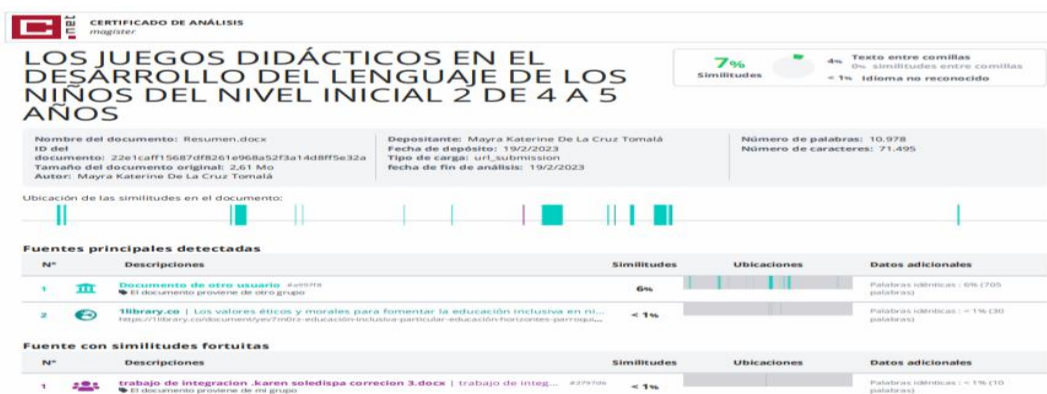 .net
CERTIFICADO DE ANÁLISIS
magister
LOS JUEGOS DIDÁCTICOS EN EL
DESARROLLO DEL LENGUAJE DE LOS
NIÑOS DEL NIVEL INICIAL 2 DE 4 A 5
AÑOS
7%
Similitudes
4% Texto entre comillas
0% similitudes entre comillas
< 1% Idioma no reconocido
Nombre del documento: Resumen.docx
ID del
documento: 22e1caff15687df8261e968a52f3a14d8ff5e32a
Tamaño del documento original: 2,61 Mo
Autor: Mayra Katerine De La Cruz Tomalá
Depositante: Mayra Katerine De La Cruz Tomalá
Fecha de depósito: 19/2/2023
Tipo de carga: url_submission
fecha de fin de análisis: 19/2/2023
Número de palabras: 10.978
Número de caracteres: 71.495
Ubicación de las similitudes en el documento:
Fuentes principales detectadas
N° Descripciones Similitudes Ubicaciones Datos adicionales
1 Documento de otro usuario
El documento proviene de otro grupo
6%
Palabras idénticas : 6% (705
palabras)
2 1library.co | Los valores éticos y morales para fomentar la educación inclusiva en ni...
< 1%
Palabras idénticas : < 1% (30
palabras)
Fuente con similitudes fortuitas
N° Descripciones Similitudes Ubicaciones Datos adicionales
1 trabajo de integracion .karen soledispa correcion 3.docx | trabajo de integ...
El documento proviene de mi grupo
< 1%
Palabras idénticas : < 1% (10
palabras)